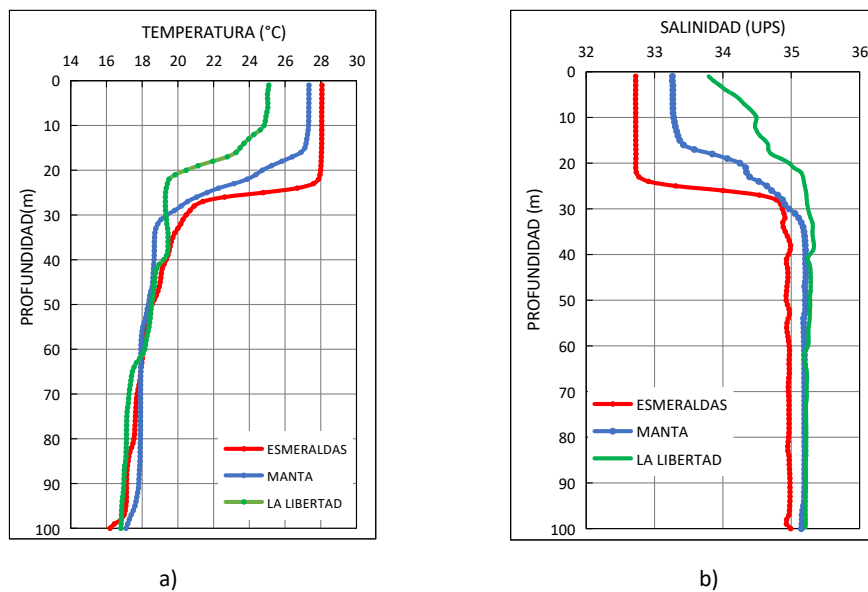 TEMPERATURA (°C)
14 16 18 20 22 24 26 28 30
0
10
20
30
40
50
60
70
80
90
100
PROFUNDIDAD(m)
ESMERALDAS
MANTA
LA LIBERTAD
a)
SALINIDAD (UPS)
32 33 34 35 36
0
10
20
30
40
50
60
70
80
90
100
PROFUNDIDAD (m)
ESMERALDAS
MANTA
LA LIBERTAD
b)